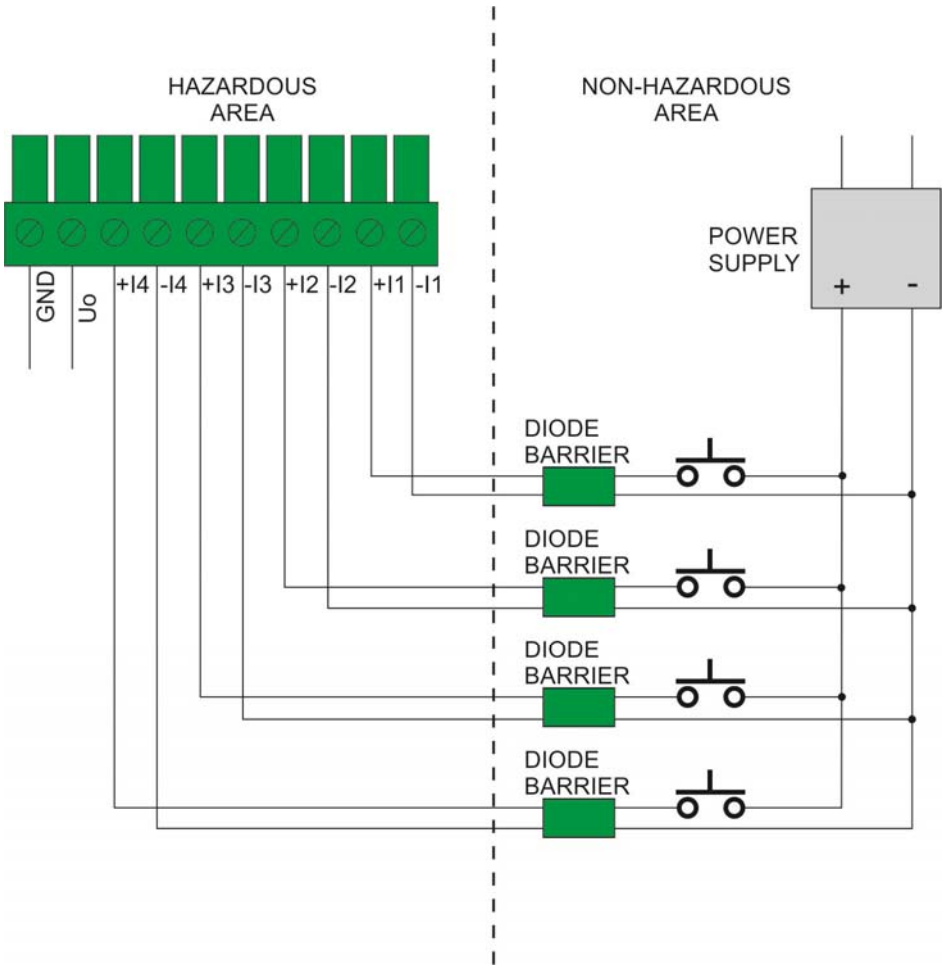 HAZARDOUS
AREA
NON-HAZARDOUS
AREA
POWER
SUPPLY
+ -
GND
Uo
+I4 -I4 +I3 -I3 +I2 -I2 +I1 -I1
DIODE
BARRIER
DIODE
BARRIER
DIODE
BARRIER
DIODE
BARRIER